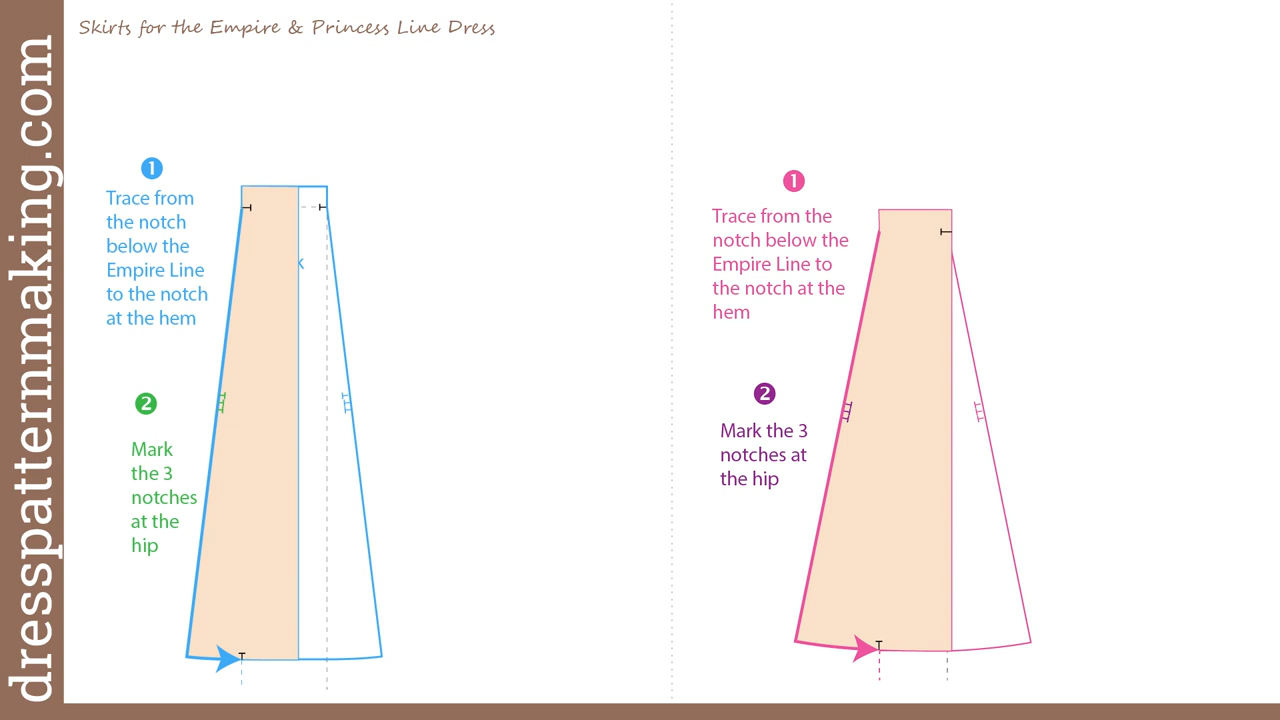 Skirts for the Empire & Princess Line Dress
dresspatternmaking.com
1
Trace from
the notch
below the
Empire Line
to the notch
at the hem
2
Mark
the 3
notches
at the
hip
K
1
Trace from the
notch below the
Empire Line to
the notch at the
hem
2
Mark the 3
notches at
the hip